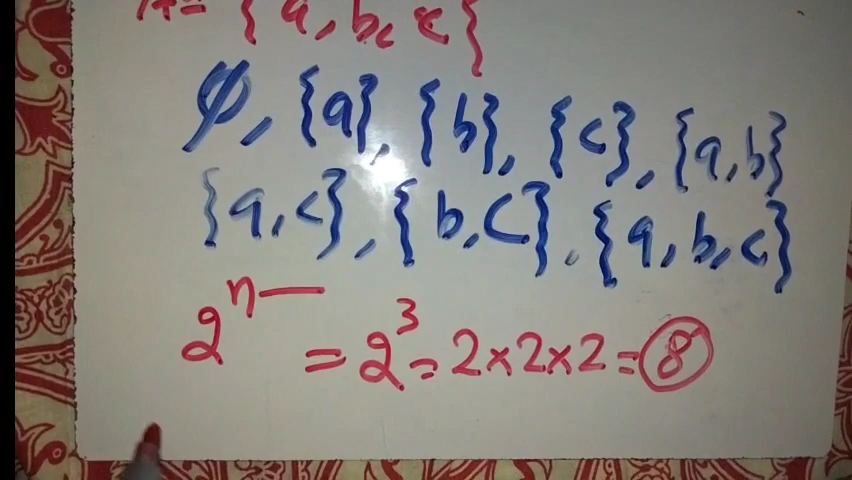 A = {a, b, c}
φ, {a}, {b}, {c}, {a,b}
{a,c}, {b,c}, {a,b,c}
2ⁿ— = 2³ = 2×2×2 = 8